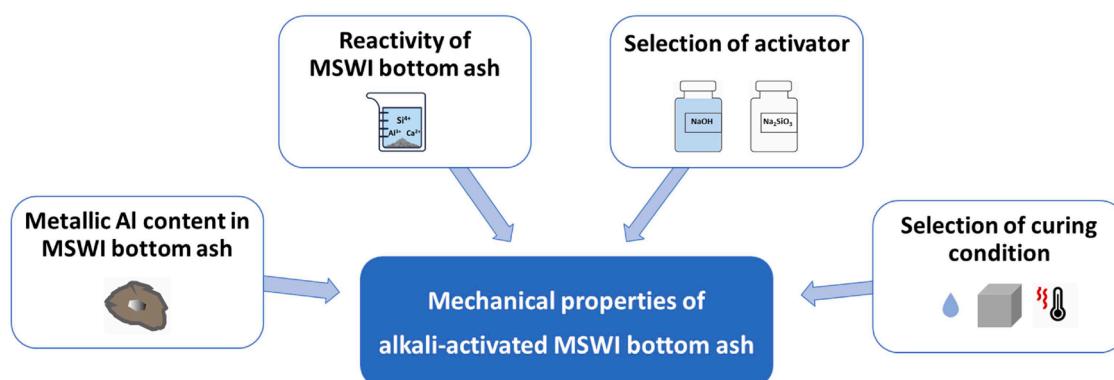 Reactivity of
MSWI bottom ash
Si⁴⁺
Al³⁺ Ca²⁺
Selection of activator
NaOH
Na₂SiO₃
Metallic Al content in
MSWI bottom ash
Selection of curing
condition
Mechanical properties of
alkali-activated MSWI bottom ash